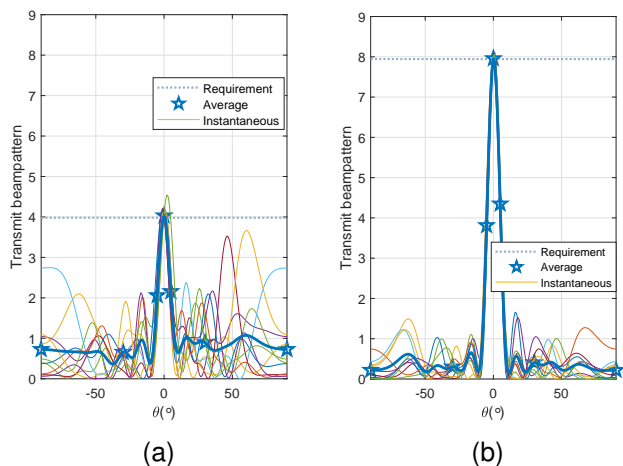 (a) (b)
9
8
7
6
5
4
3
2
1
0
Transmit beampattern
-50 0 50
θ(°)
Requirement
Average
Instantaneous
9
8
7
6
5
4
3
2
1
0
Transmit beampattern
-50 0 50
θ(°)
Requirement
Average
Instantaneous
(a) (b)